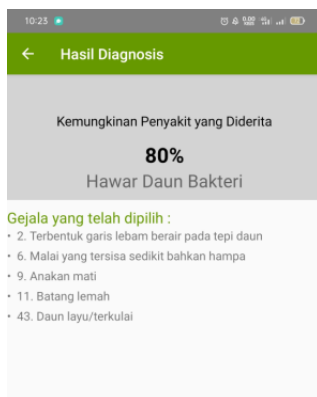 10:23
Hasil Diagnosis
Kemungkinan Penyakit yang Diderita
80%
Hawar Daun Bakteri
Gejala yang telah dipilih :
• 2. Terbentuk garis lebam berair pada tepi daun
• 6. Malai yang tersisa sedikit bahkan hampa
• 9. Anakan mati
• 11. Batang lemah
• 43. Daun layu/terkulai